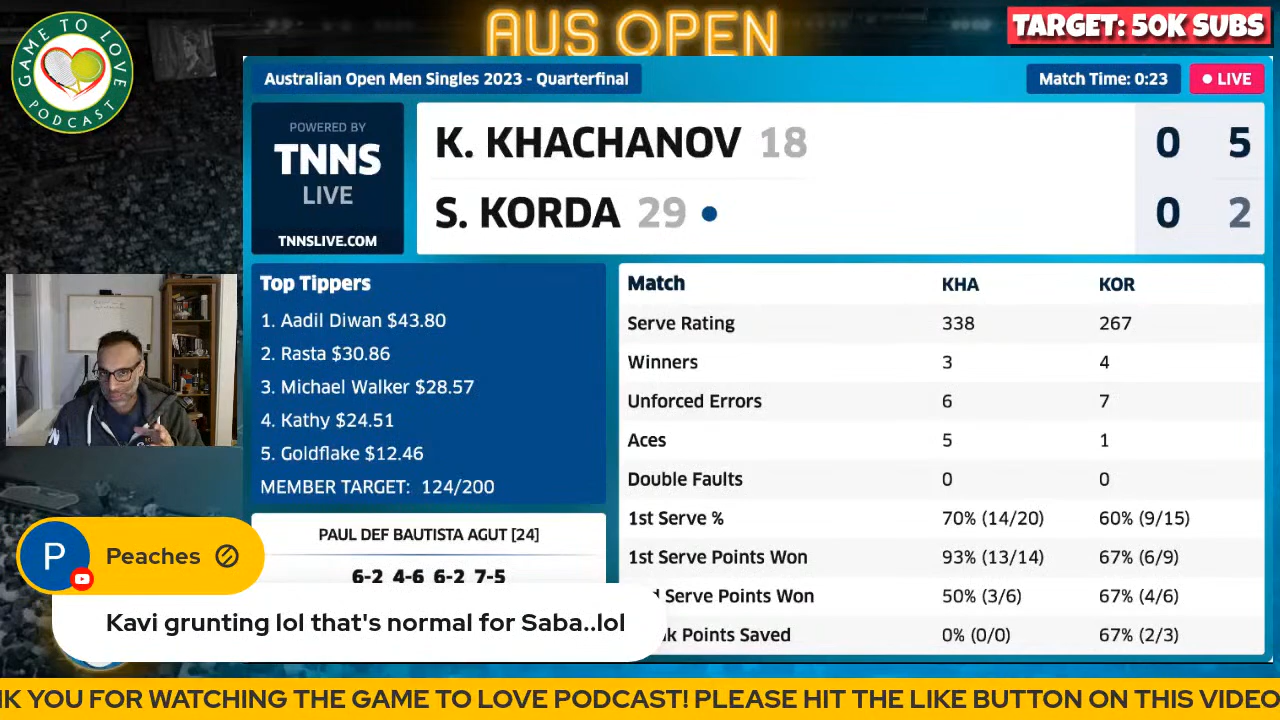 AUS OPEN
TARGET: 50K SUBS
GAME TO LOVE
PODCAST
Australian Open Men Singles 2023 - Quarterfinal
Match Time: 0:23
LIVE
POWERED BY
TNNS
LIVE
TNNSLIVE.COM
K. KHACHANOV 18 0 5
S. KORDA 29 0 2
Top Tippers
1. Aadil Diwan $43.80
2. Rasta $30.86
3. Michael Walker $28.57
4. Kathy $24.51
5. Goldflake $12.46
MEMBER TARGET: 124/200
PAUL DEF BAUTISTA AGUT [24]
6-2 4-6 6-2 7-5
Match KHA KOR
Serve Rating 338 267
Winners 3 4
Unforced Errors 6 7
Aces 5 1
Double Faults 0 0
1st Serve % 70% (14/20) 60% (9/15)
1st Serve Points Won 93% (13/14) 67% (6/9)
Serve Points Won 50% (3/6) 67% (4/6)
Points Saved 0% (0/0) 67% (2/3)
P
Peaches
Kavi grunting lol that's normal for Saba..lol
NK YOU FOR WATCHING THE GAME TO LOVE PODCAST! PLEASE HIT THE LIKE BUTTON ON THIS VIDEO